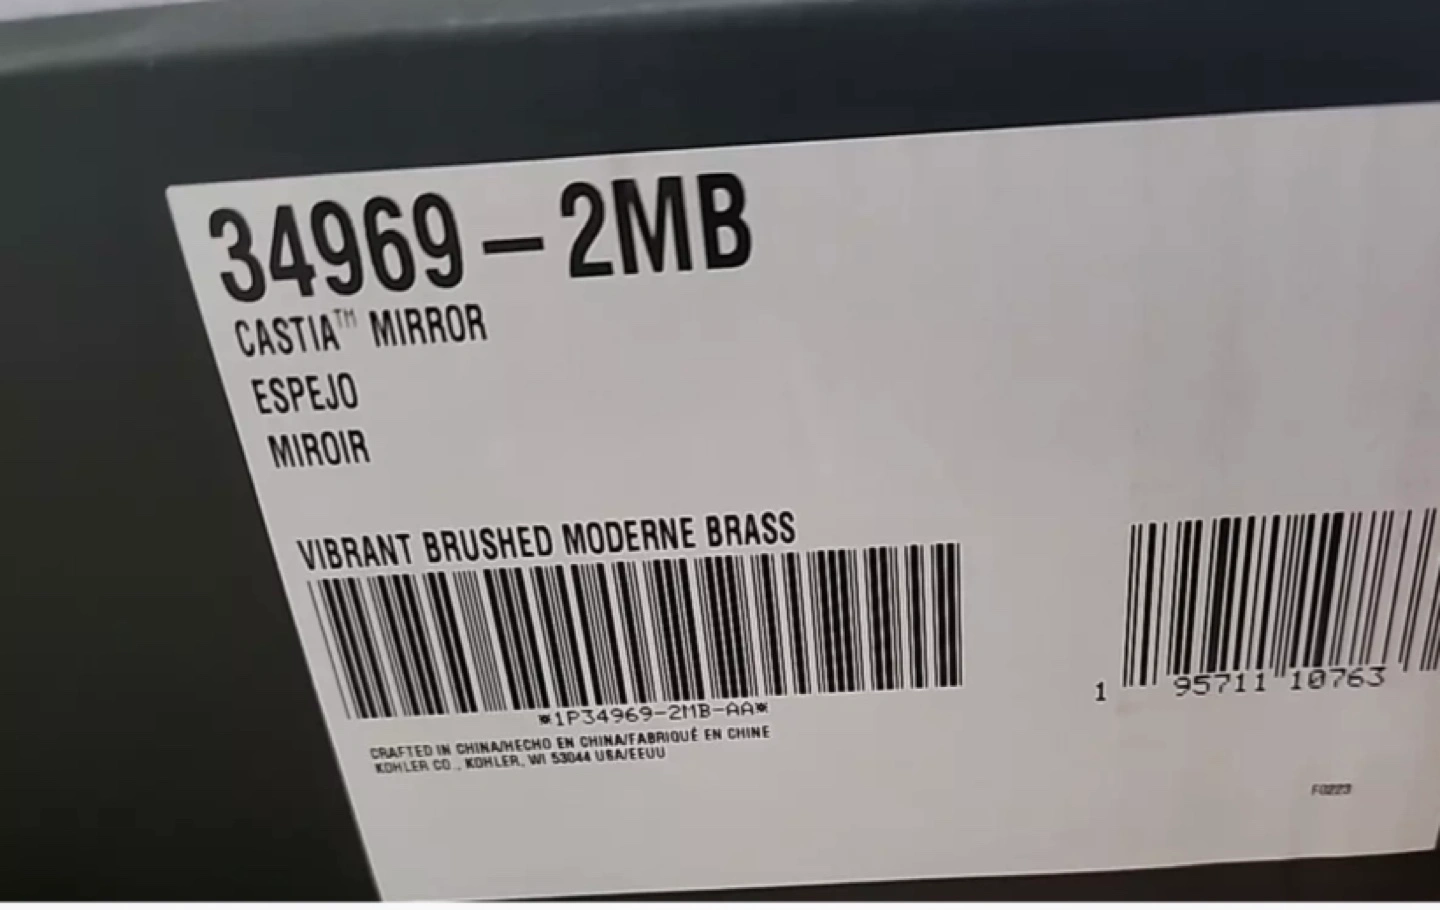 34969-2MB
CASTIA™ MIRROR
ESPEJO
MIROIR
VIBRANT BRUSHED MODERNE BRASS
*1P34969-2MB-AA*
CRAFTED IN CHINA/HECHO EN CHINA/FABRIQUÉ EN CHINE
KOHLER CO., KOHLER, WI 53044 USA/EEUU
1 95711 10763
F0223